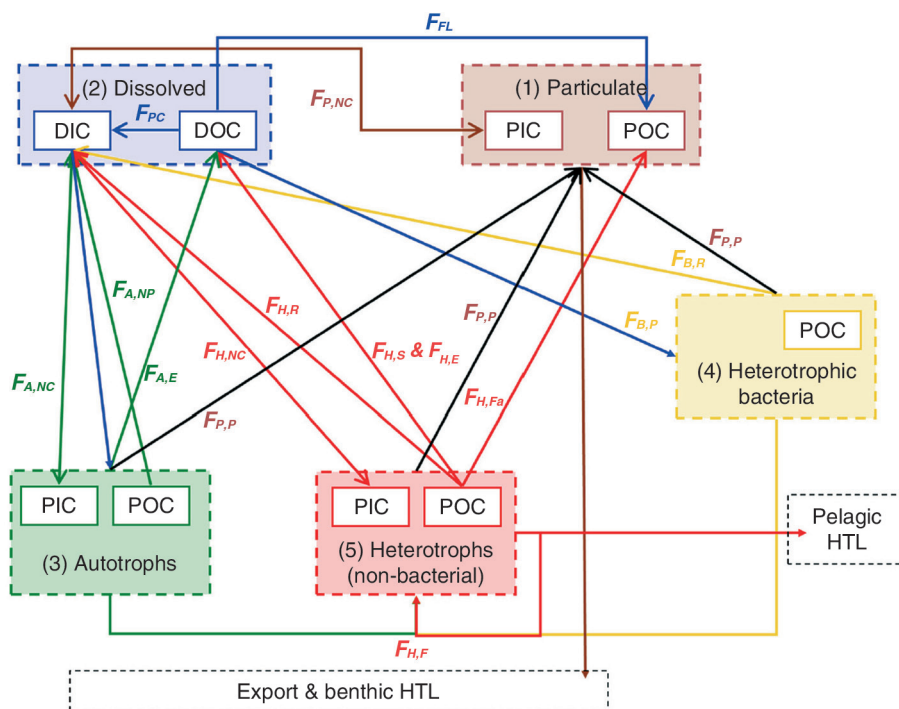 F_FL
(2) Dissolved
(1) Particulate
F_P,NC
F_PC
DIC
DOC
PIC
POC
F_P,P
F_B,R
F_A,NP
F_H,R
F_P,P
F_B,P
POC
F_H,NC
F_H,S & F_H,E
(4) Heterotrophic
bacteria
F_A,NC
F_A,E
F_H,Fa
F_P,P
PIC
POC
PIC
POC
Pelagic
HTL
(3) Autotrophs
(5) Heterotrophs
(non-bacterial)
F_H,F
Export & benthic HTL